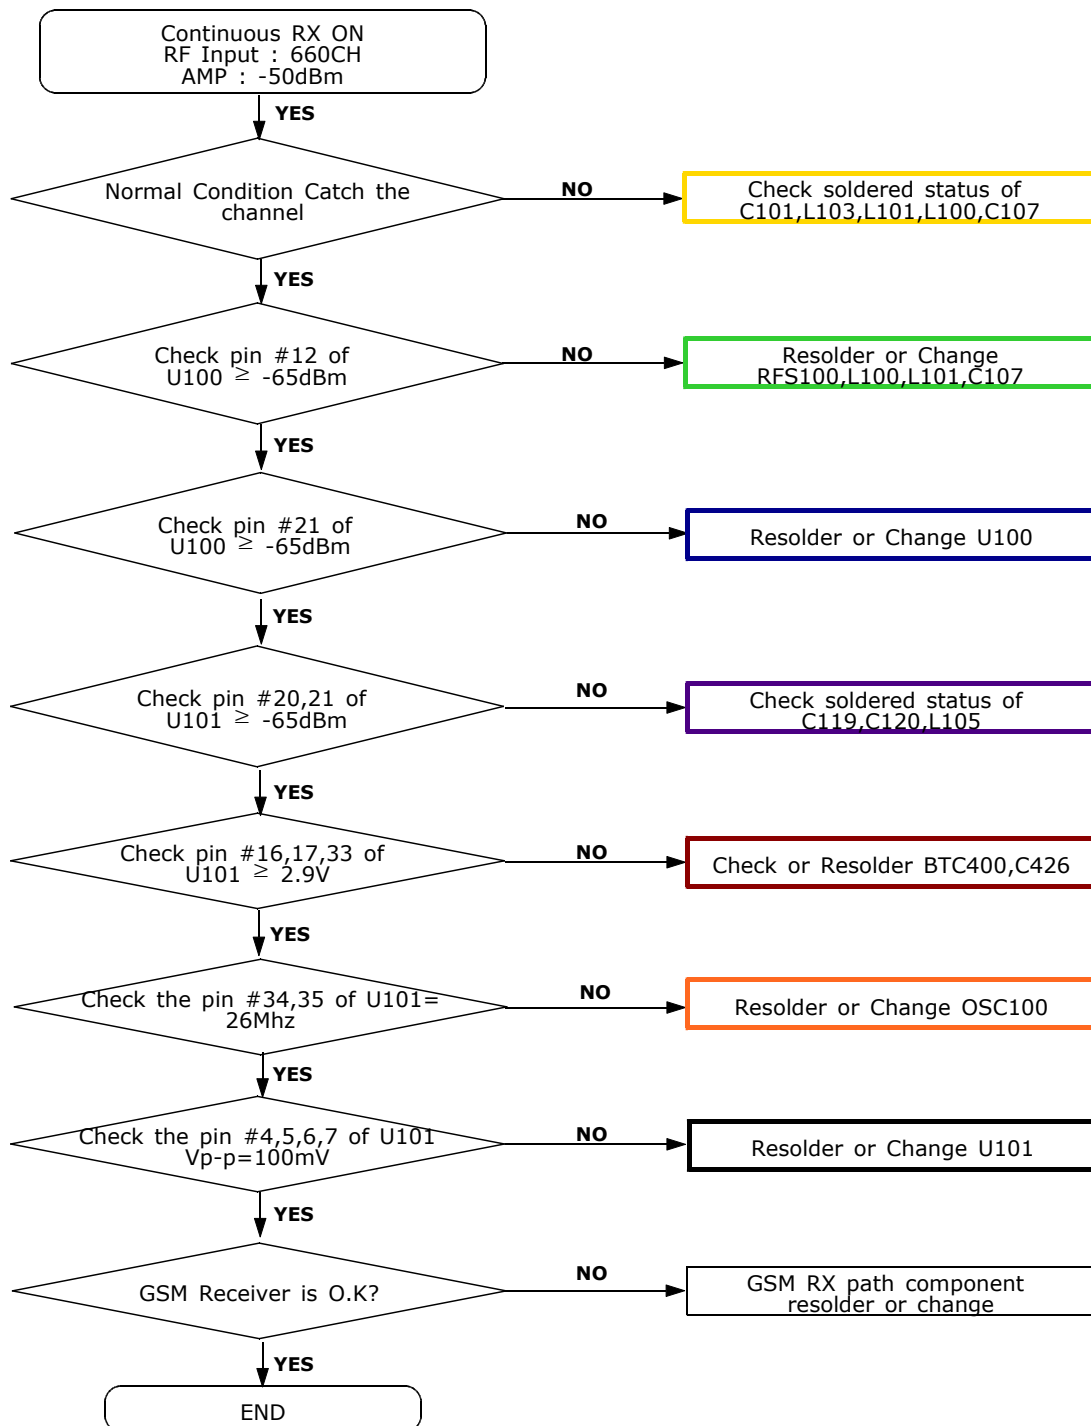 Continuous RX ON
RF Input : 660CH
AMP : -50dBm
YES
Normal Condition Catch the
channel
NO
Check soldered status of
C101,L103,L101,L100,C107
YES
Check pin #12 of
U100 ≥ -65dBm
NO
Resolder or Change
RFS100,L100,L101,C107
YES
Check pin #21 of
U100 ≥ -65dBm
NO
Resolder or Change U100
YES
Check pin #20,21 of
U101 ≥ -65dBm
NO
Check soldered status of
C119,C120,L105
YES
Check pin #16,17,33 of
U101 ≥ 2.9V
NO
Check or Resolder BTC400,C426
YES
Check the pin #34,35 of U101=
26Mhz
NO
Resolder or Change OSC100
YES
Check the pin #4,5,6,7 of U101
Vp-p=100mV
NO
Resolder or Change U101
YES
GSM Receiver is O.K?
NO
GSM RX path component
resolder or change
YES
END